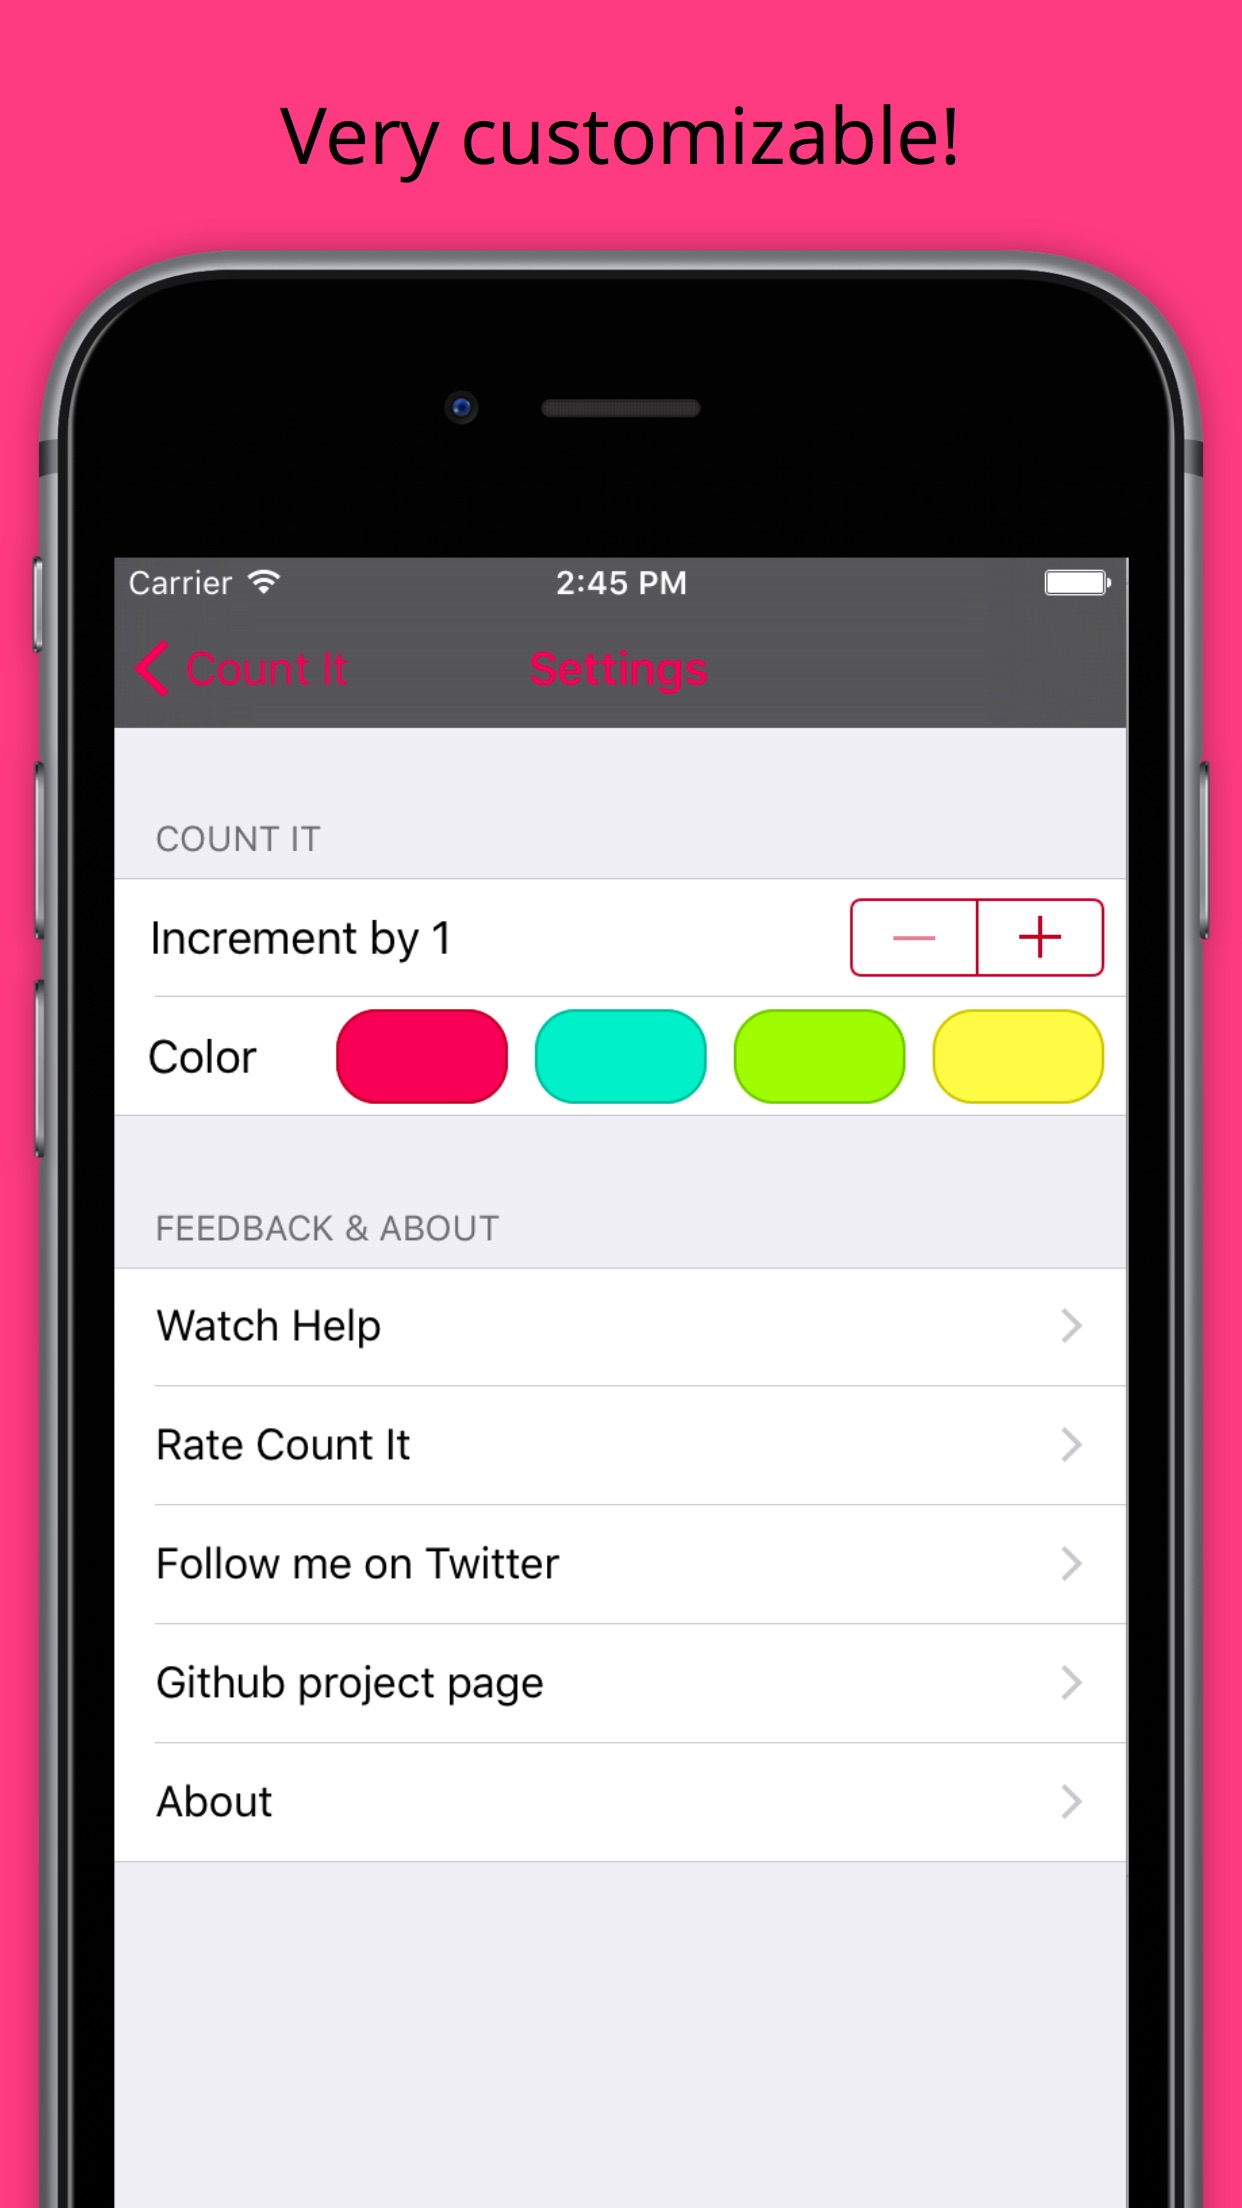 Very customizable!
Carrier 2:45 PM
Count It Settings
COUNT IT
Increment by 1
Color
FEEDBACK & ABOUT
Watch Help
Rate Count It
Follow me on Twitter
Github project page
About